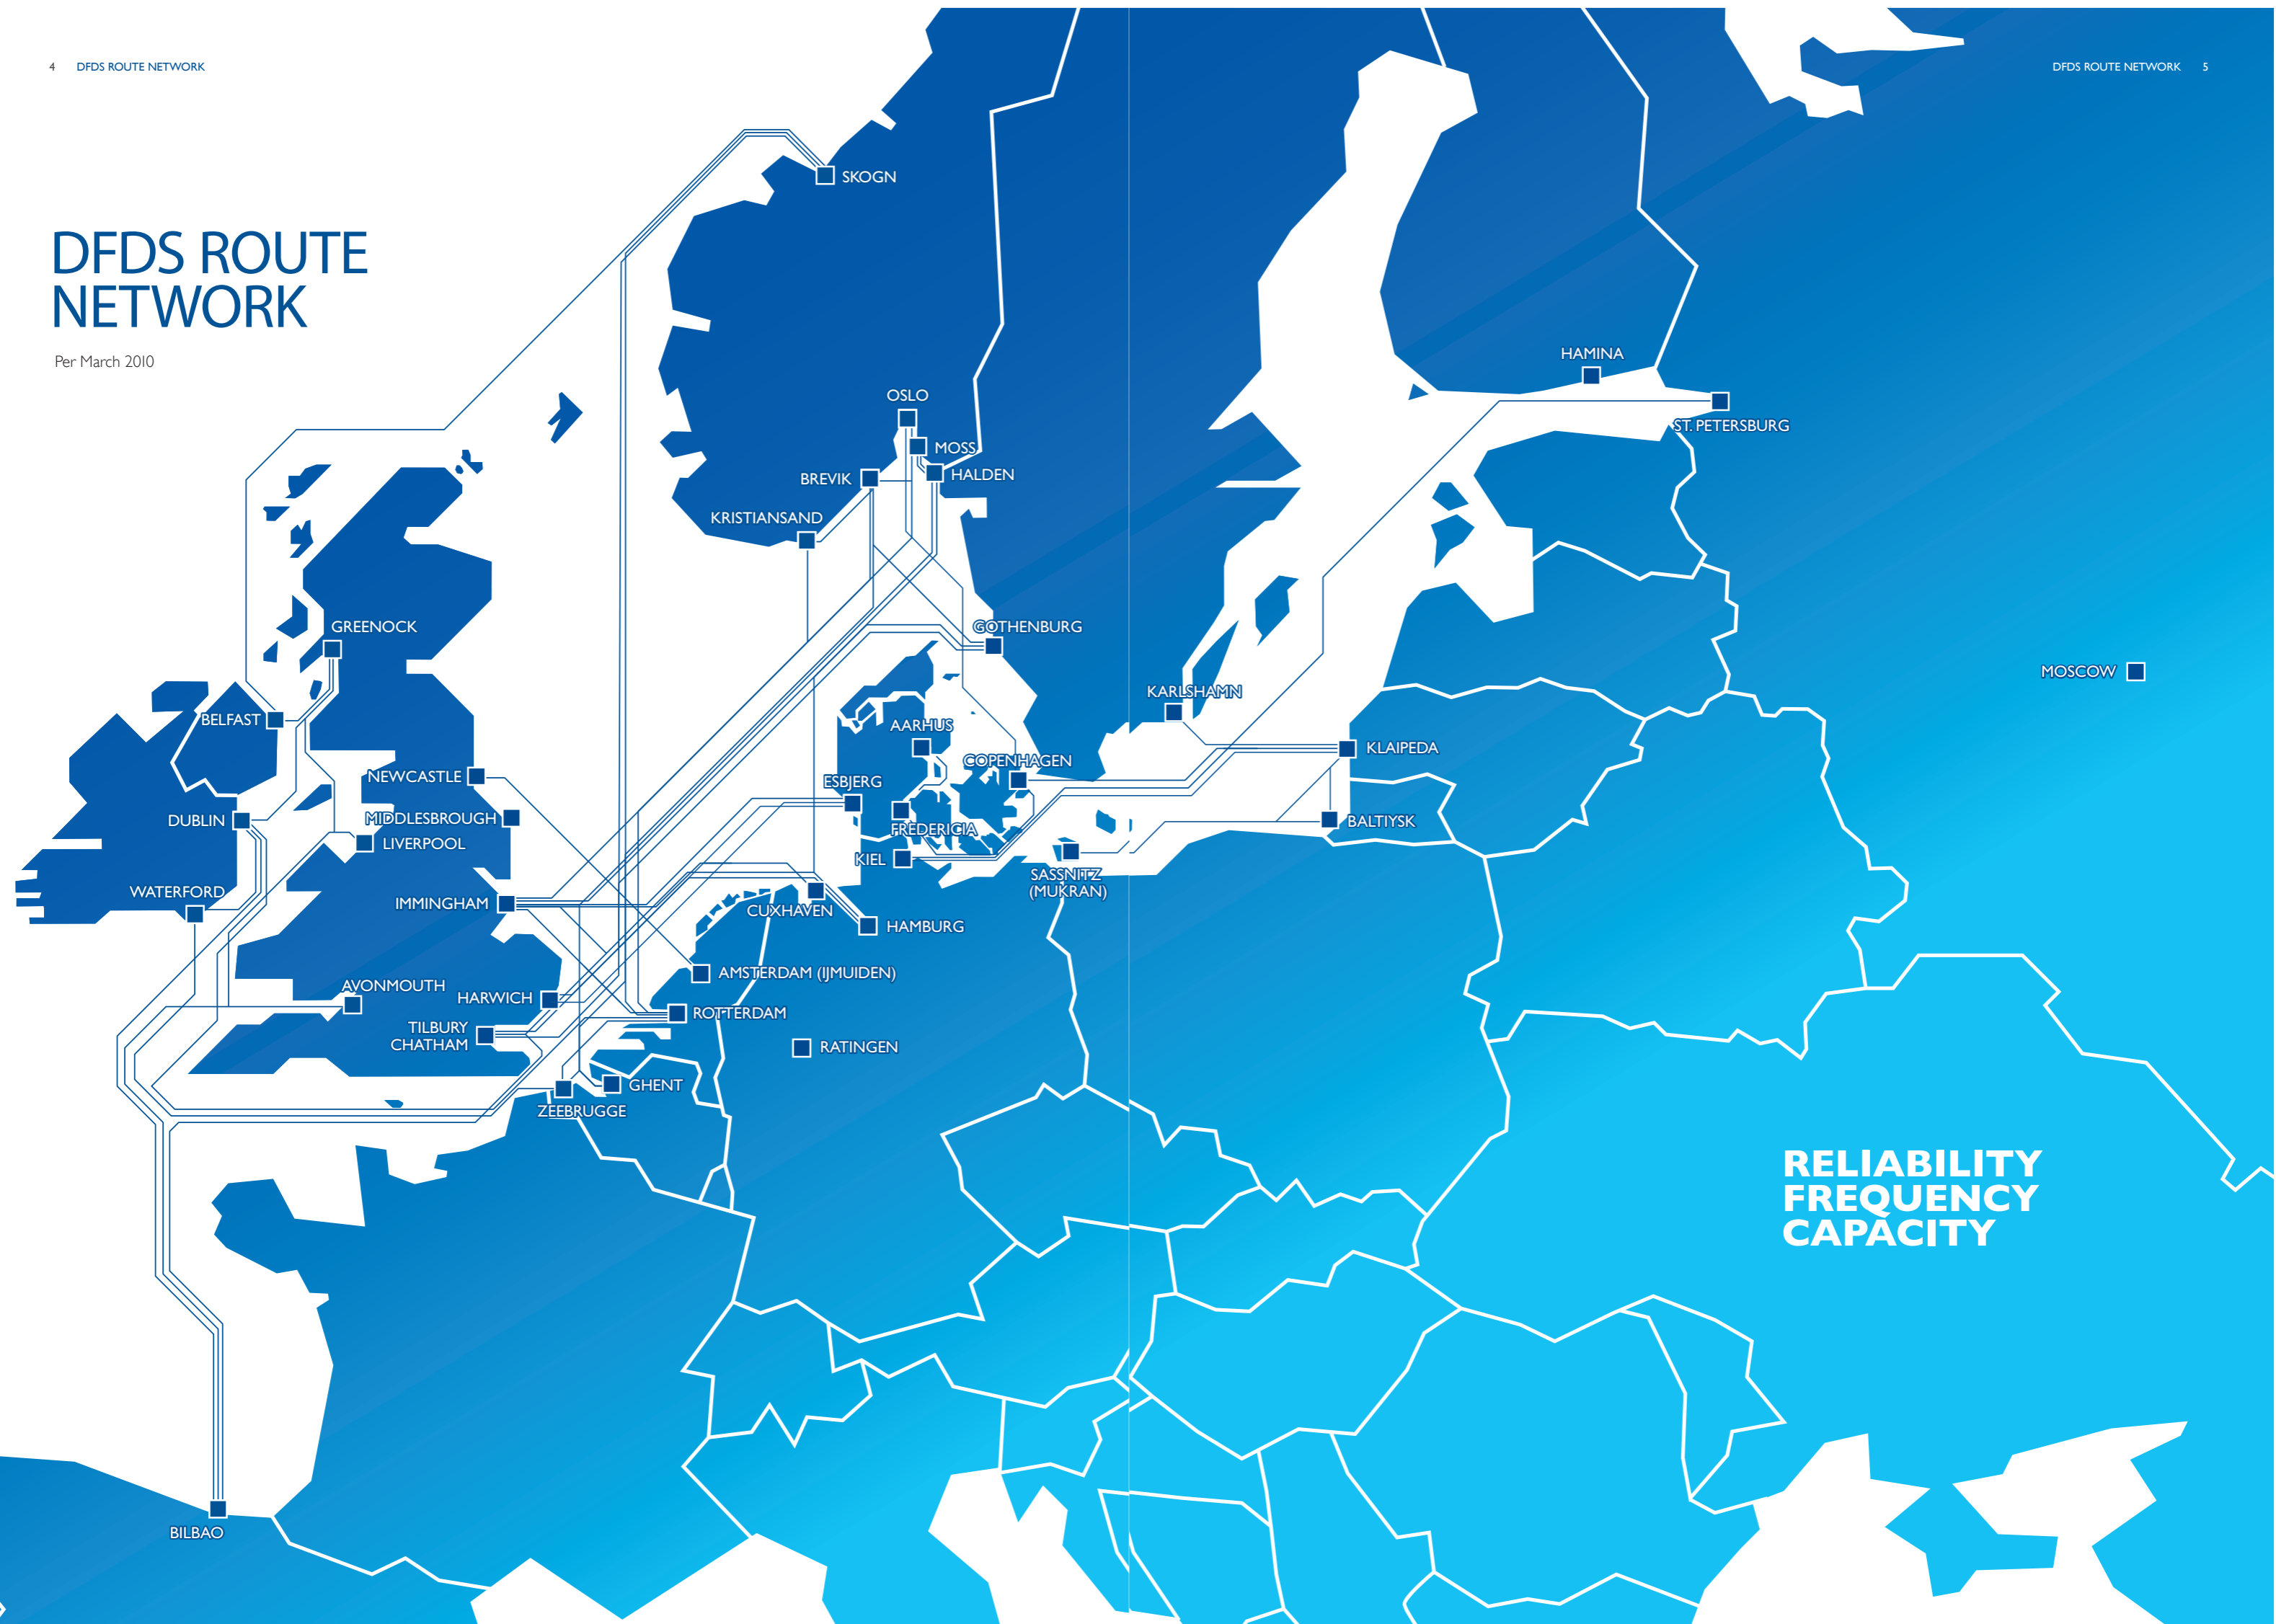 4 DFDS ROUTE NETWORK
DFDS ROUTE NETWORK 5
DFDS ROUTE
NETWORK
Per March 2010
SKOGN
HAMINA
OSLO
ST. PETERSBURG
MOSS
BREVIK
HALDEN
KRISTIANSAND
GREENOCK
GOTHENBURG
MOSCOW
KARLSHAMN
BELFAST
AARHUS
KLAIPEDA
COPENHAGEN
NEWCASTLE
ESBJERG
MIDDLESBROUGH
DUBLIN
BALTIYSK
FREDERICIA
LIVERPOOL
KIEL
SASSNITZ
(MUKRAN)
WATERFORD
IMMINGHAM
CUXHAVEN
HAMBURG
AMSTERDAM (IJMUIDEN)
AVONMOUTH
HARWICH
ROTTERDAM
TILBURY
CHATHAM
RATINGEN
GHENT
ZEEBRUGGE
RELIABILITY
FREQUENCY
CAPACITY
BILBAO